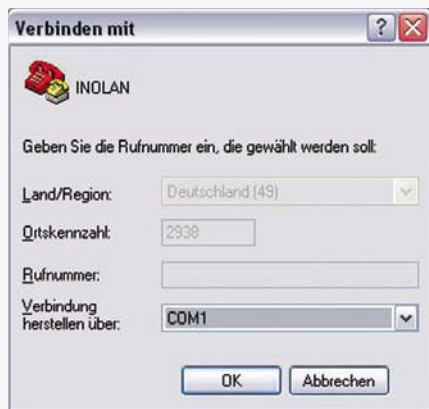 Verbinden mit
INOLAN
Geben Sie die Rufnummer ein, die gewählt werden soll:
Land/Region: Deutschland (49)
Ortskennzahl: 2938
Rufnummer:
Verbindung
herstellen über: COM1
OK Abbrechen